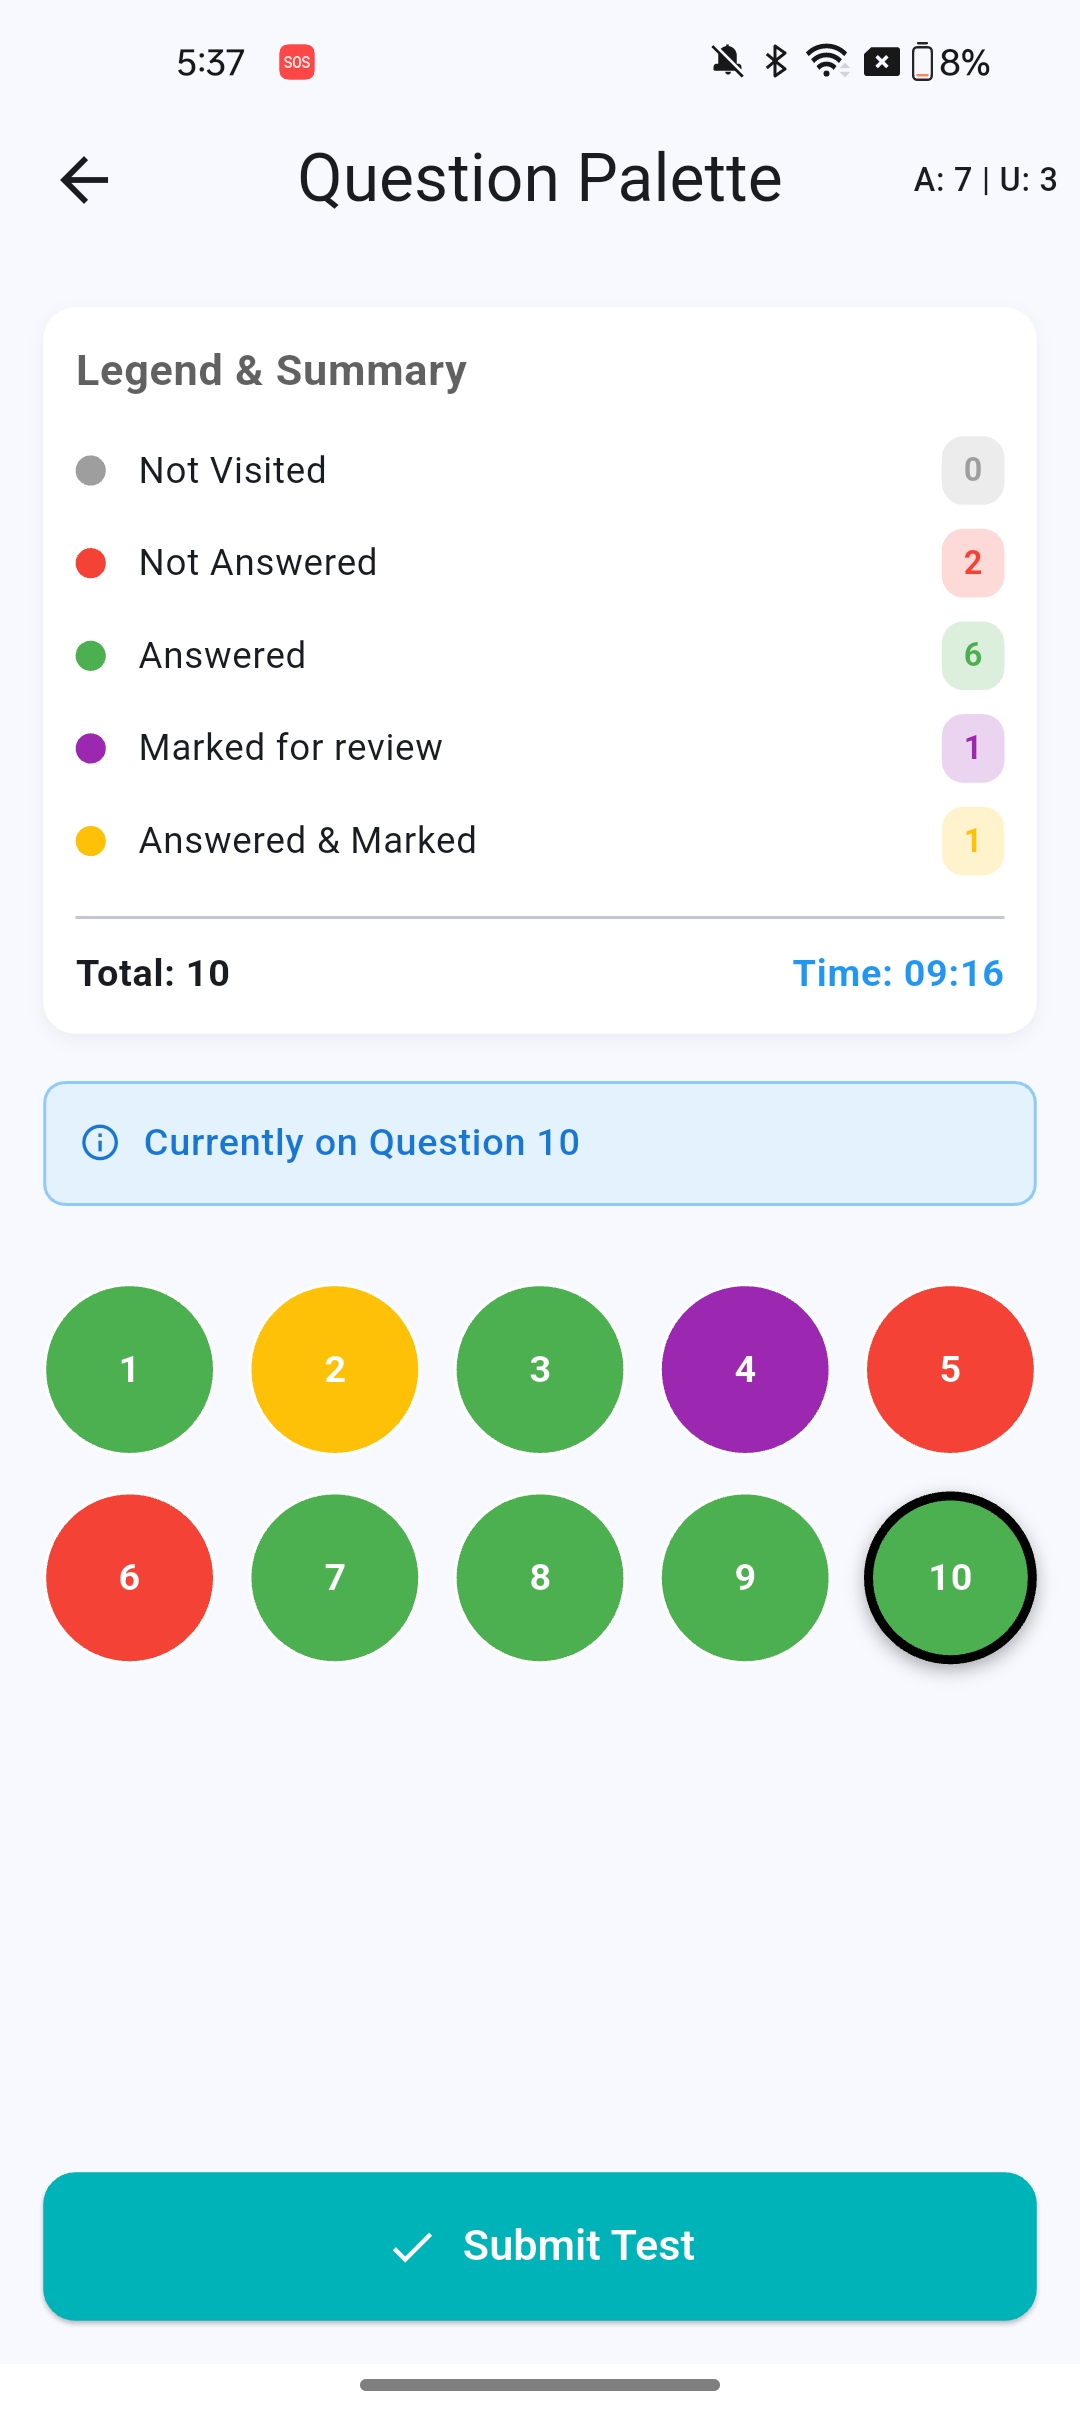 5:37 SOS 8%
Question Palette A: 7 | U: 3
Legend & Summary
Not Visited 0
Not Answered 2
Answered 6
Marked for review 1
Answered & Marked 1
Total: 10 Time: 09:16
Currently on Question 10
1 2 3 4 5
6 7 8 9 10
Submit Test